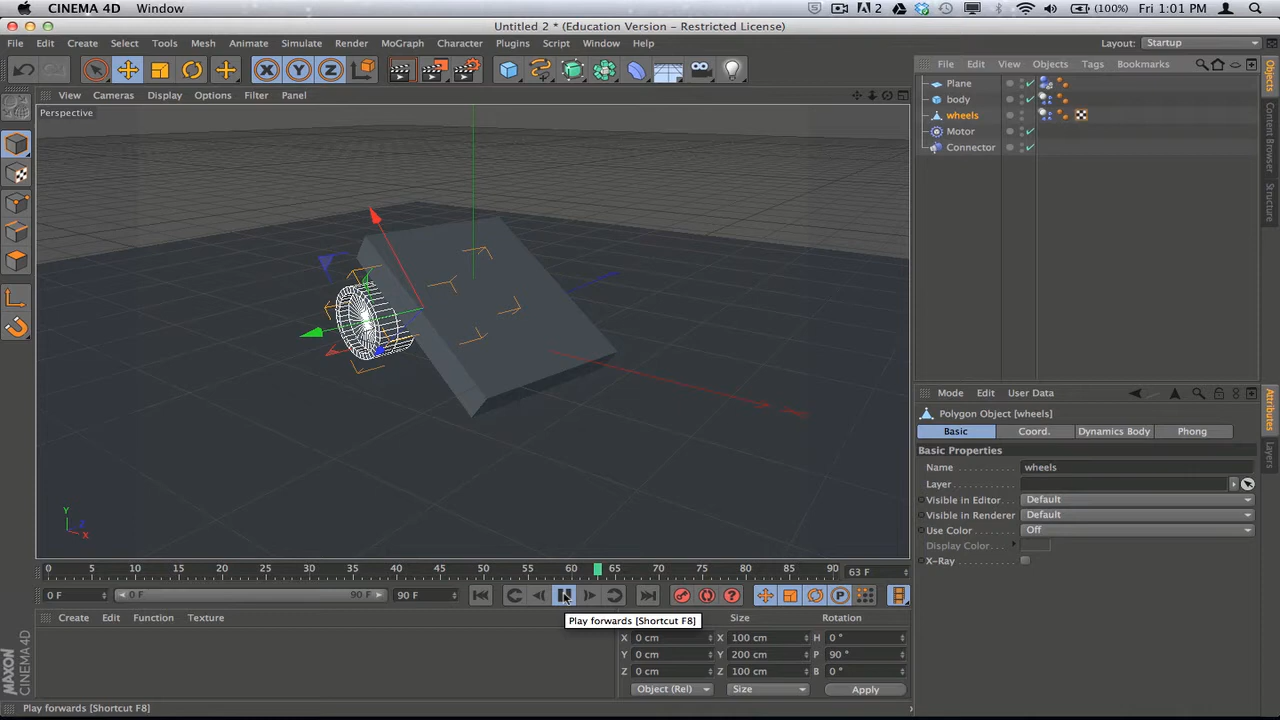 CINEMA 4D Window 2 (100%) Fri 1:01 PM
Untitled 2 * (Education Version - Restricted License)
File Edit Create Select Tools Mesh Animate Simulate Render MoGraph Character Plugins Script Window Help Layout: Startup
X Y Z
View Cameras Display Options Filter Panel
Perspective
File Edit View Objects Tags Bookmarks
Plane
body
wheels
Motor
Connector
Objects
Content Browser
Structure
Mode Edit User Data
Polygon Object [wheels]
Basic Coord. Dynamics Body Phong
Basic Properties
Name wheels
Layer
Visible in Editor Default
Visible in Renderer Default
Use Color Off
Display Color
X-Ray
Attributes
Layers
Y
Z
X
0 5 10 15 20 25 30 35 40 45 50 55 60 65 70 75 80 85 90 63 F
0 F 0 F 90 F 90 F P
Play forwards [Shortcut F8]
Create Edit Function Texture Size Rotation
X 0 cm X 100 cm H 0 °
Y 0 cm Y 200 cm P 90 °
Z 0 cm Z 100 cm B 0 °
Object (Rel) Size Apply
MAXON
CINEMA 4D
Play forwards [Shortcut F8]